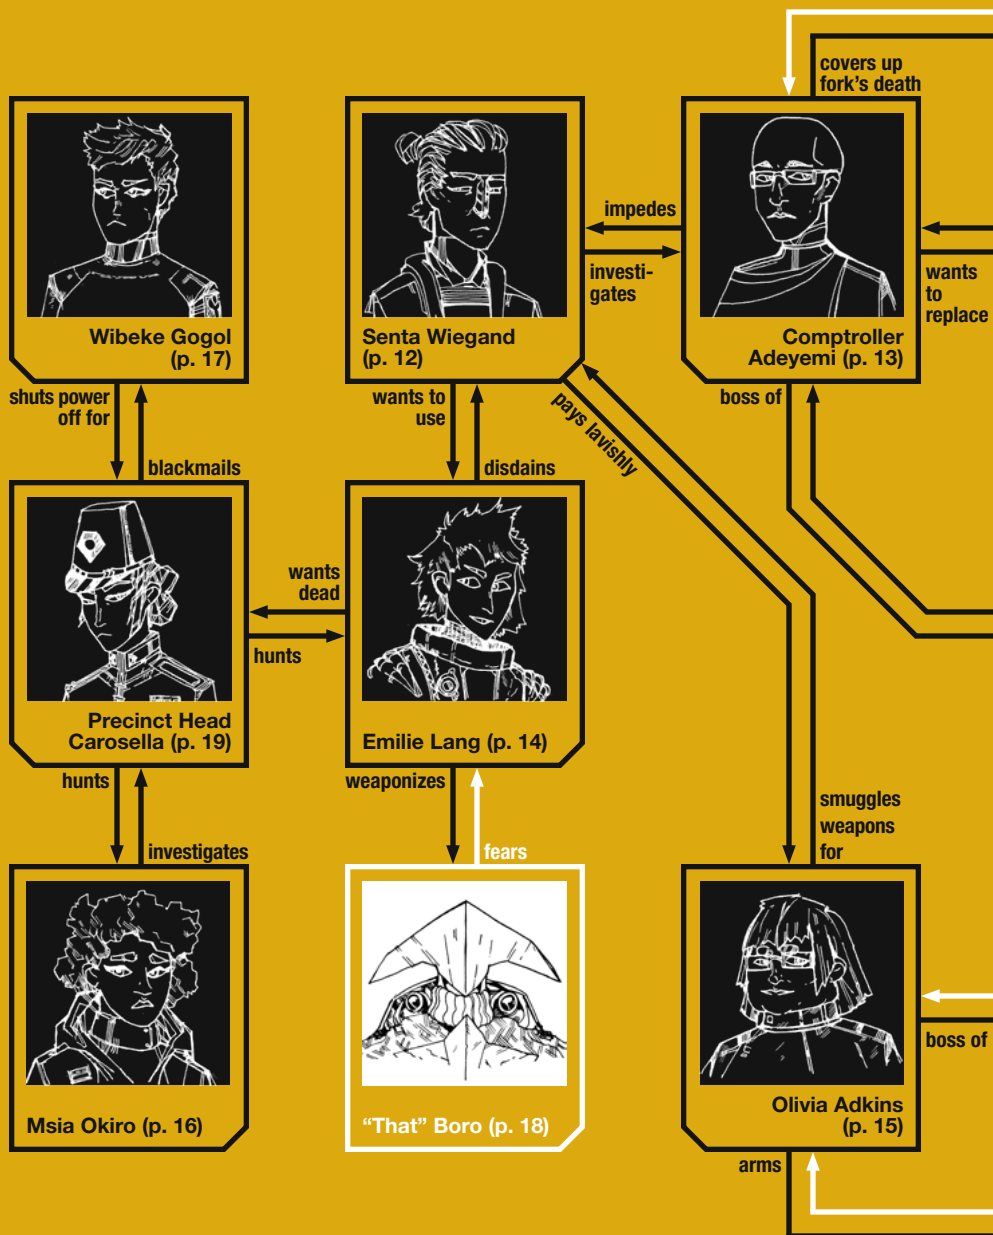 covers up
fork's death
impedes
investi-
gates
wants
to
replace
Wibeke Gogol
(p. 17)
Senta Wiegand
(p. 12)
Comptroller
Adeyemi (p. 13)
shuts power
off for
wants to
use
pays lavishly
boss of
blackmails
disdains
wants
dead
hunts
Precinct Head
Carosella (p. 19)
Emilie Lang (p. 14)
hunts
weaponizes
smuggles
weapons
for
investigates
fears
boss of
Msia Okiro (p. 16)
“That” Boro (p. 18)
Olivia Adkins
(p. 15)
arms